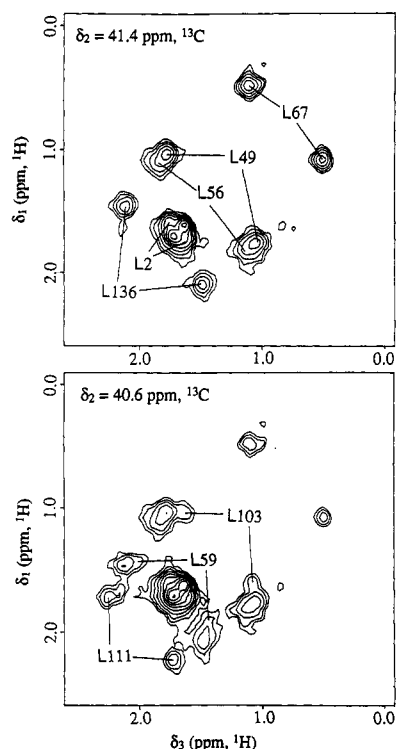 0.0
δ₂ = 41.4 ppm, ¹³C
L67
1.0
L49
L56
δ₁ (ppm, ¹H)
L2
2.0
L136
2.0 1.0 0.0
0.0
δ₂ = 40.6 ppm, ¹³C
1.0
L103
δ₁ (ppm, ¹H)
L59
2.0
L111
2.0 1.0 0.0
δ₃ (ppm, ¹H)